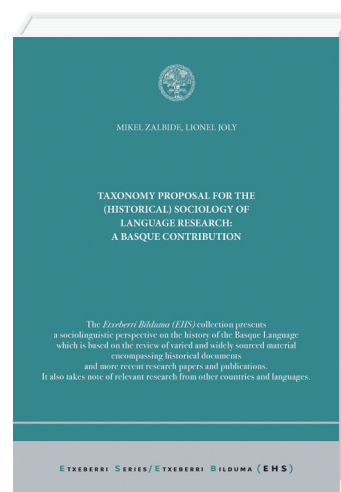 MIKEL ZALBIDE, LIONEL JOLY
TAXONOMY PROPOSAL FOR THE
(HISTORICAL) SOCIOLOGY OF
LANGUAGE RESEARCH:
A BASQUE CONTRIBUTION
The Etxeberri Bilduma (EHS) collection presents
a sociolinguistic perspective on the history of the Basque Language
which is based on the review of varied and widely sourced material
encompassing historical documents
and more recent research papers and publications.
It also takes note of relevant research from other countries and languages.
ETXEBERRI SERIES/ETXEBERRI BILDUMA (EHS)